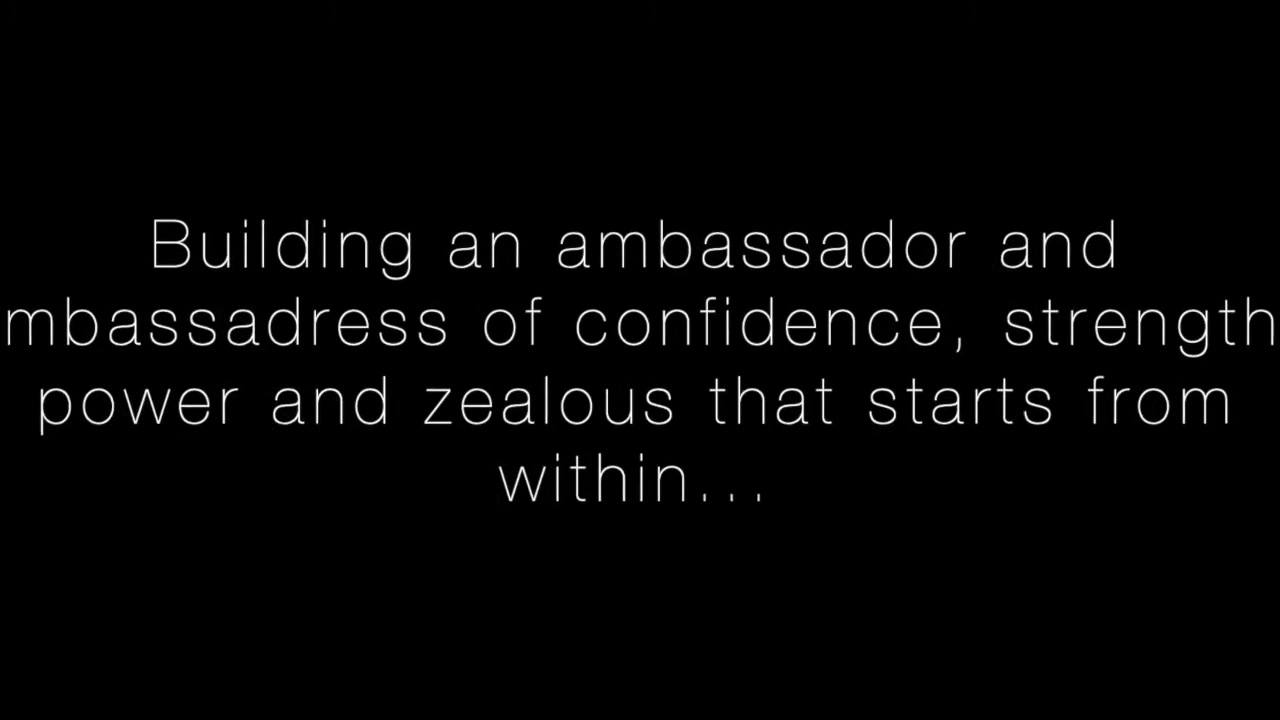 Building an ambassador and
mbassadress of confidence, strength
power and zealous that starts from
within...